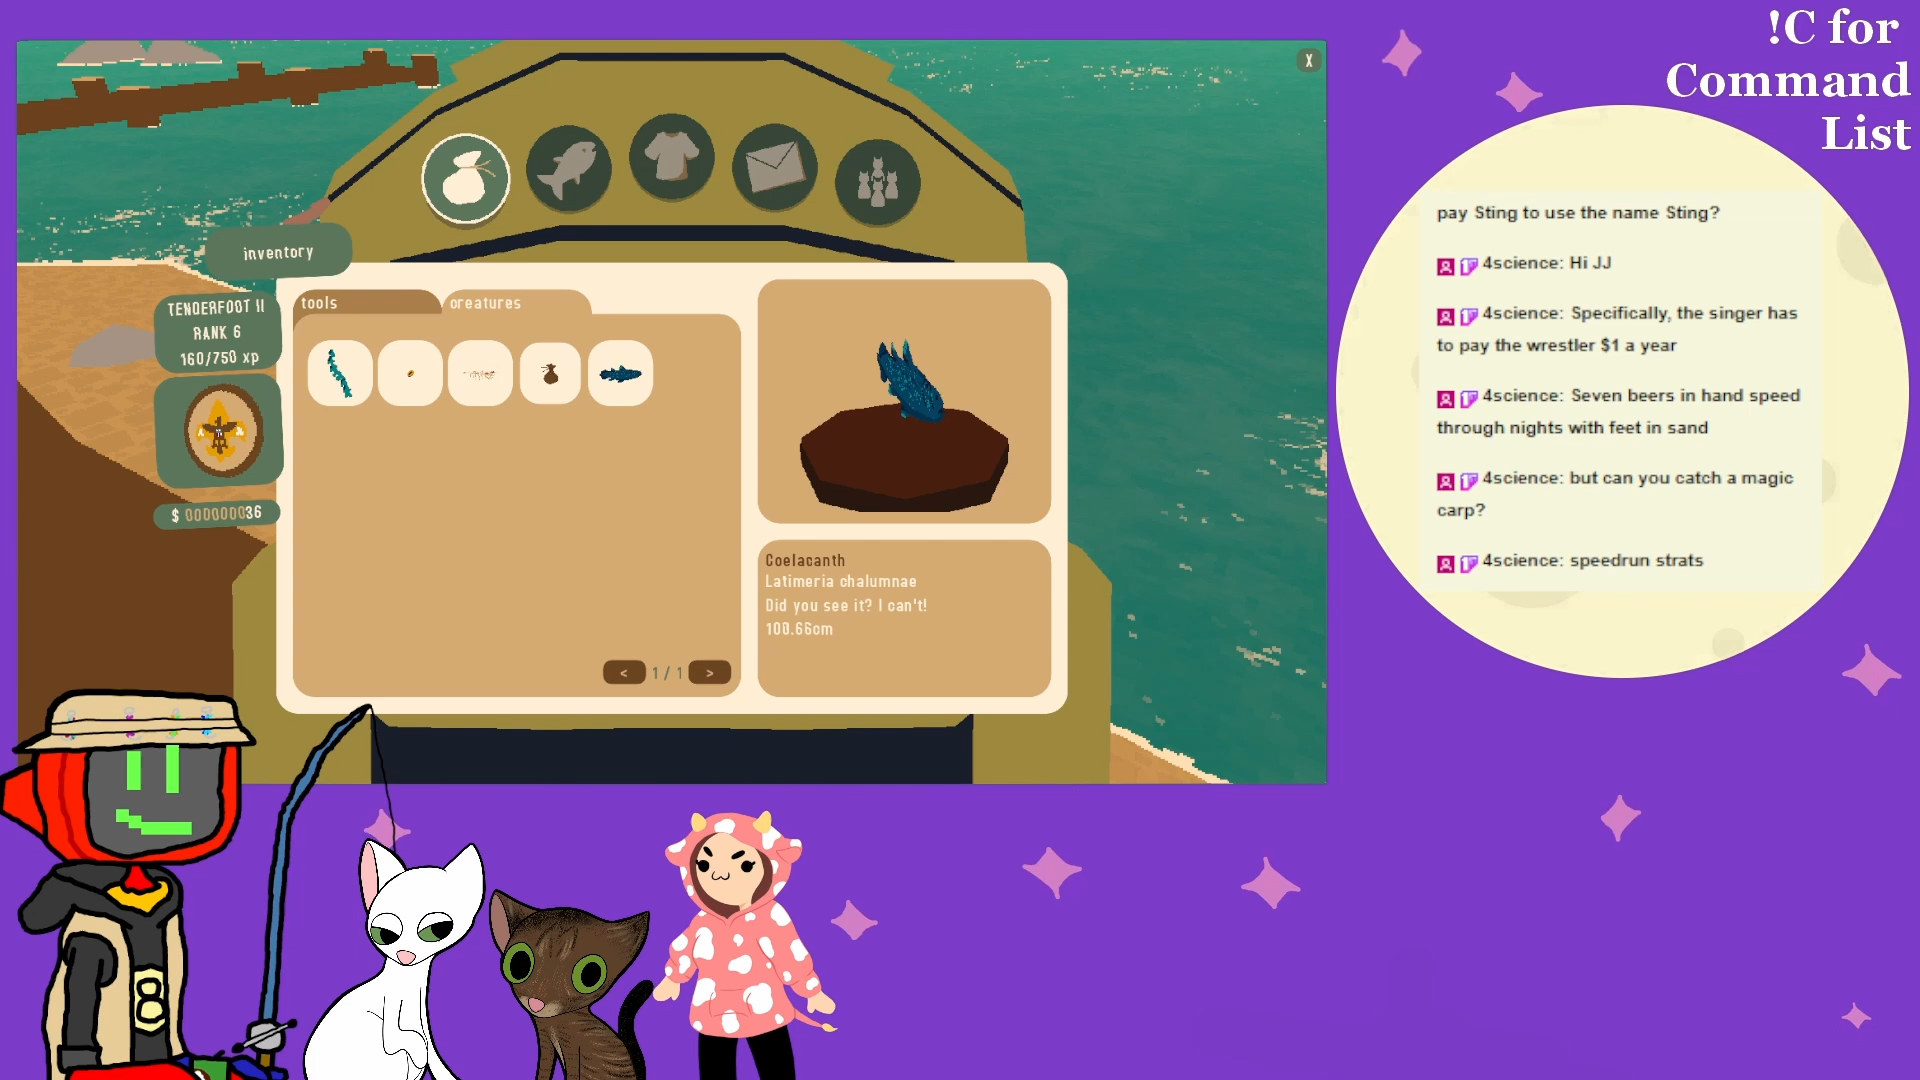 !C for
Command
List
X
inventory
TENDERFOOT II
RANK 6
160/750 xp
$ 000000036
tools
creatures
< 1 / 1 >
Coelacanth
Latimeria chalumnae
Did you see it? I can't!
100.66cm
pay Sting to use the name Sting?
4science: Hi JJ
4science: Specifically, the singer has
to pay the wrestler $1 a year
4science: Seven beers in hand speed
through nights with feet in sand
4science: but can you catch a magic
carp?
4science: speedrun strats
8